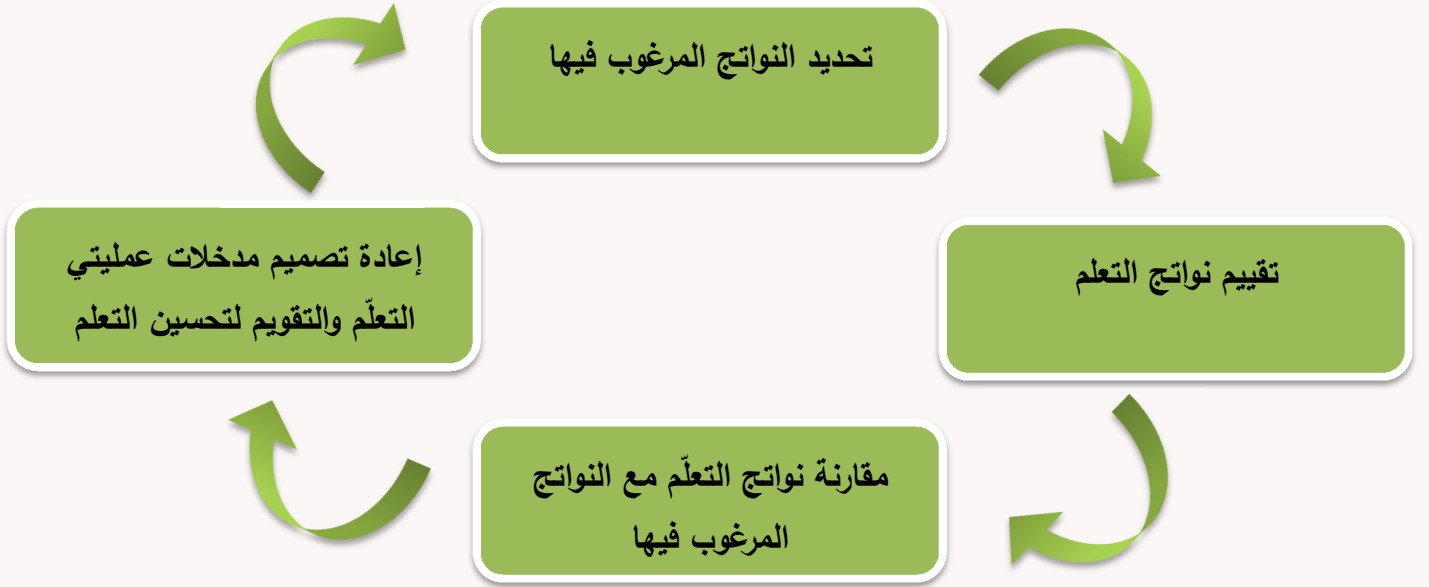 تحديد النواتج المرغوب فيها
تقييم نواتج التعلم
مقارنة نواتج التعلّم مع النواتج
المرغوب فيها
إعادة تصميم مدخلات عمليتي
التعلّم والتقويم لتحسين التعلم